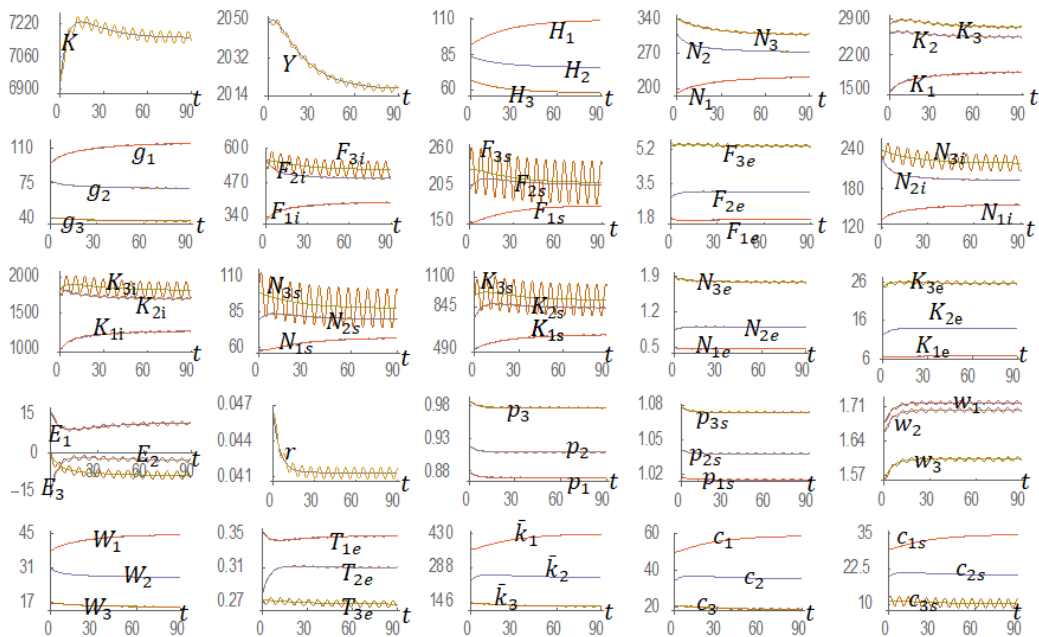 7220
K
6900
0 30 60 90 t
2050
2032
Y
2014
0 30 60 90 t
110
H₁
85
H₂
60
H₃
0 30 60 90 t
340
N₃
270
N₂
200
N₁
0 30 60 90 t
2900
K₂ K₃
2200
K₁
1500
0 30 60 90 t
110
g₁
75
g₂
40
g₃
0 30 60 90 t
600
F₃ᵢ
F₂ᵢ
470
F₁ᵢ
340
0 30 60 90 t
260
F₃ₛ
205
F₂ₛ
F₁ₛ
150
0 30 60 90 t
5.2
F₃ₑ
3.5
F₂ₑ
1.8
F₁ₑ
0 30 60 90 t
240
N₃ᵢ
180
N₂ᵢ
N₁ᵢ
120
0 30 60 90 t
2000
K₃ᵢ
K₂ᵢ
1500
K₁ᵢ
1000
0 30 60 90 t
110
N₃ₛ
85
N₂ₛ
N₁ₛ
60
0 30 60 90 t
1100
K₃ₛ
845
K₂ₛ
K₁ₛ
490
0 30 60 90 t
1.9
N₃ₑ
1.2
N₂ₑ
0.5
N₁ₑ
0 30 60 90 t
26
K₃ₑ
16
K₂ₑ
K₁ₑ
6
0 30 60 90 t
15
E₁
0
E₂
30 60 90 t
E₃
-15
0.047
0.044
r
0.041
0 30 60 90 t
0.98
p₃
0.93
p₂
0.88
p₁
0 30 60 90 t
1.08
p₃ₛ
1.05
p₂ₛ
1.02
p₁ₛ
0 30 60 90 t
1.71
w₁
w₂
1.64
w₃
1.57
0 30 60 90 t
45
W₁
31
W₂
17
W₃
0 30 60 90 t
0.35
T₁ₑ
0.31
T₂ₑ
0.27
T₃ₑ
0 30 60 90 t
430
k̄₁
288
k̄₂
146
k̄₃
0 30 60 90 t
60
c₁
40
c₂
20
c₃
0 30 60 90 t
35
c₁ₛ
22.5
c₂ₛ
10
c₃ₛ
0 30 60 90 t